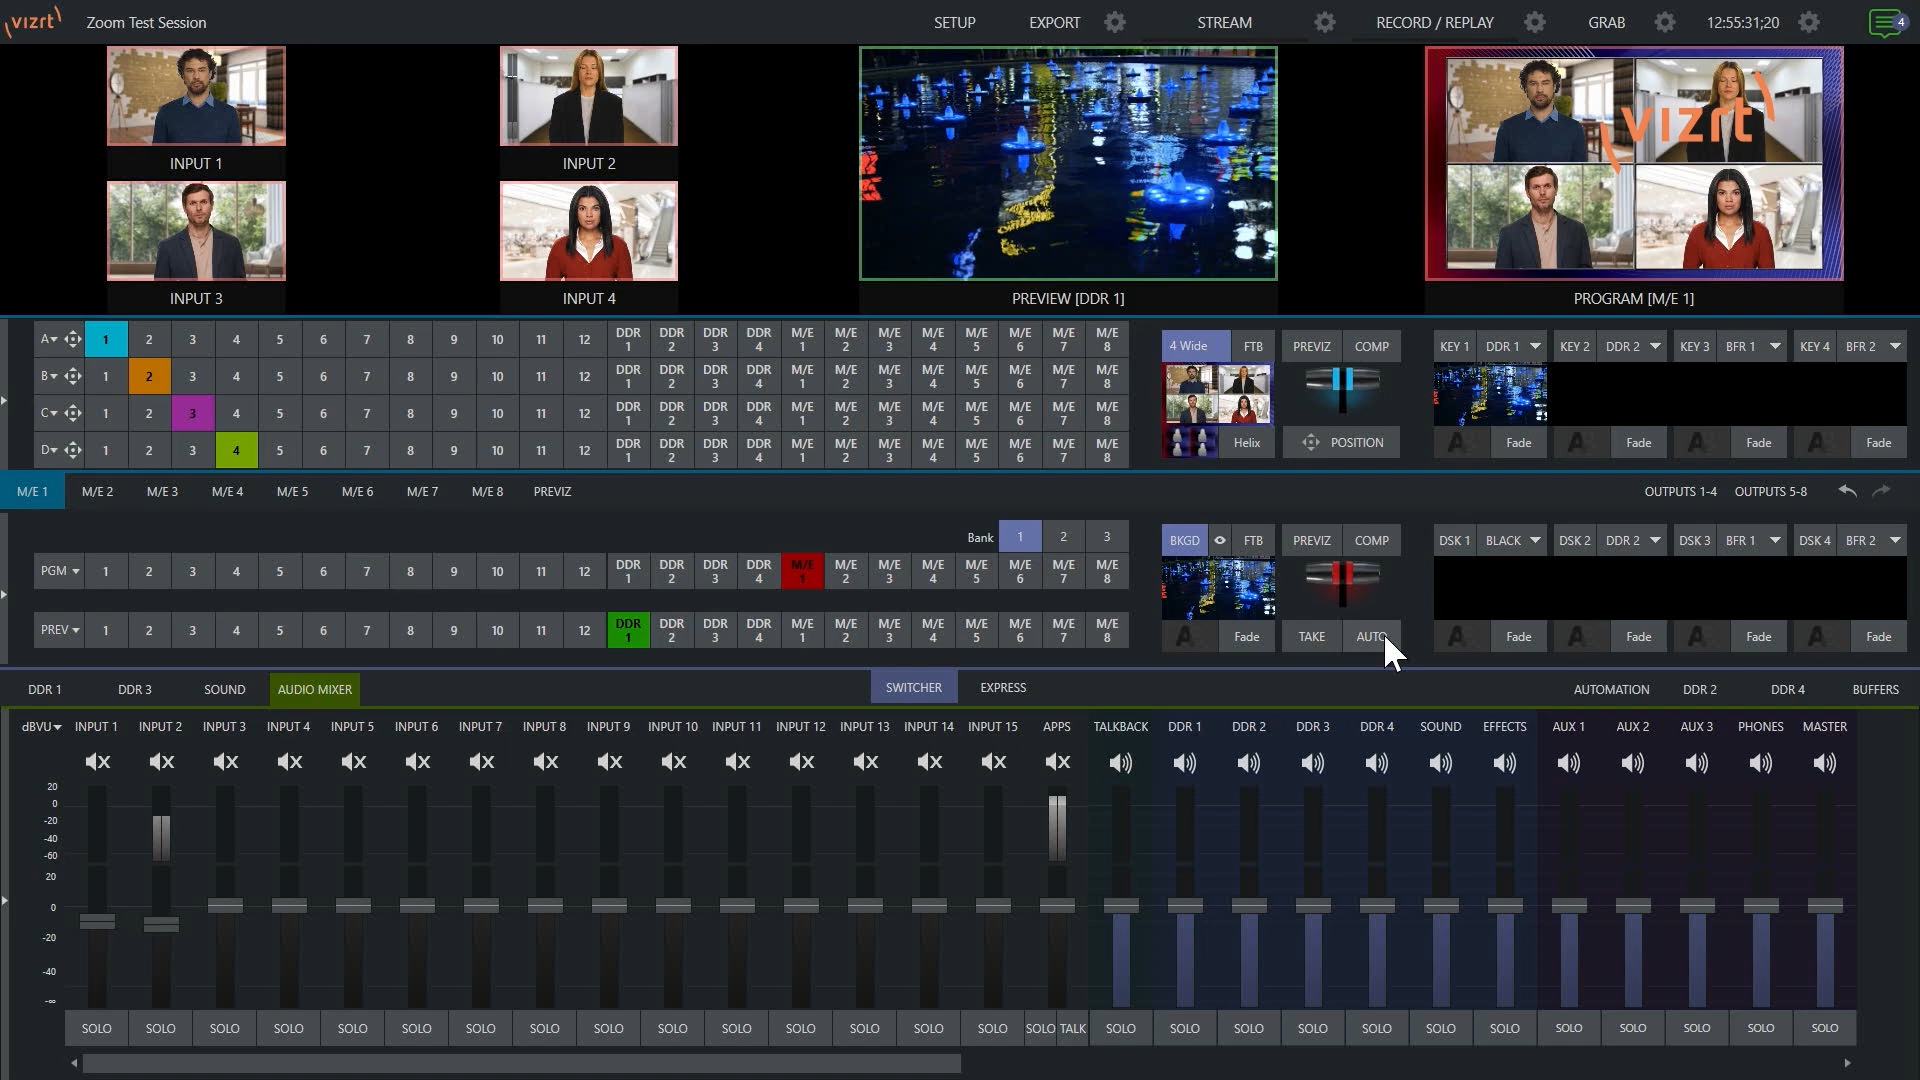 vizrt Zoom Test Session SETUP EXPORT STREAM RECORD / REPLAY GRAB 12:55:31;20 4
INPUT 1 INPUT 2
INPUT 3 INPUT 4 PREVIEW [DDR 1] PROGRAM [M/E 1]
vizrt
A 1 2 3 4 5 6 7 8 9 10 11 12 DDR 1 DDR 2 DDR 3 DDR 4 M/E 1 M/E 2 M/E 3 M/E 4 M/E 5 M/E 6 M/E 7 M/E 8
B 1 2 3 4 5 6 7 8 9 10 11 12 DDR 1 DDR 2 DDR 3 DDR 4 M/E 1 M/E 2 M/E 3 M/E 4 M/E 5 M/E 6 M/E 7 M/E 8
C 1 2 3 4 5 6 7 8 9 10 11 12 DDR 1 DDR 2 DDR 3 DDR 4 M/E 1 M/E 2 M/E 3 M/E 4 M/E 5 M/E 6 M/E 7 M/E 8
D 1 2 3 4 5 6 7 8 9 10 11 12 DDR 1 DDR 2 DDR 3 DDR 4 M/E 1 M/E 2 M/E 3 M/E 4 M/E 5 M/E 6 M/E 7 M/E 8
4 Wide FTB PREVIZ COMP KEY 1 DDR 1 KEY 2 DDR 2 KEY 3 BFR 1 KEY 4 BFR 2
Helix POSITION A Fade A Fade A Fade A Fade
M/E 1 M/E 2 M/E 3 M/E 4 M/E 5 M/E 6 M/E 7 M/E 8 PREVIZ OUTPUTS 1-4 OUTPUTS 5-8
Bank 1 2 3 BKGD FTB PREVIZ COMP DSK 1 BLACK DSK 2 DDR 2 DSK 3 BFR 1 DSK 4 BFR 2
PGM 1 2 3 4 5 6 7 8 9 10 11 12 DDR 1 DDR 2 DDR 3 DDR 4 M/E 1 M/E 2 M/E 3 M/E 4 M/E 5 M/E 6 M/E 7 M/E 8
PREV 1 2 3 4 5 6 7 8 9 10 11 12 DDR 1 DDR 2 DDR 3 DDR 4 M/E 1 M/E 2 M/E 3 M/E 4 M/E 5 M/E 6 M/E 7 M/E 8
A Fade TAKE AUTO A Fade A Fade A Fade A Fade
DDR 1 DDR 3 SOUND AUDIO MIXER SWITCHER EXPRESS AUTOMATION DDR 2 DDR 4 BUFFERS
dBVU INPUT 1 INPUT 2 INPUT 3 INPUT 4 INPUT 5 INPUT 6 INPUT 7 INPUT 8 INPUT 9 INPUT 10 INPUT 11 INPUT 12 INPUT 13 INPUT 14 INPUT 15 APPS TALKBACK DDR 1 DDR 2 DDR 3 DDR 4 SOUND EFFECTS AUX 1 AUX 2 AUX 3 PHONES MASTER
20
0
-20
-40
-60
20
0
-20
-40
-∞
SOLO SOLO SOLO SOLO SOLO SOLO SOLO SOLO SOLO SOLO SOLO SOLO SOLO SOLO SOLO SOLO TALK SOLO SOLO SOLO SOLO SOLO SOLO SOLO SOLO SOLO SOLO SOLO SOLO